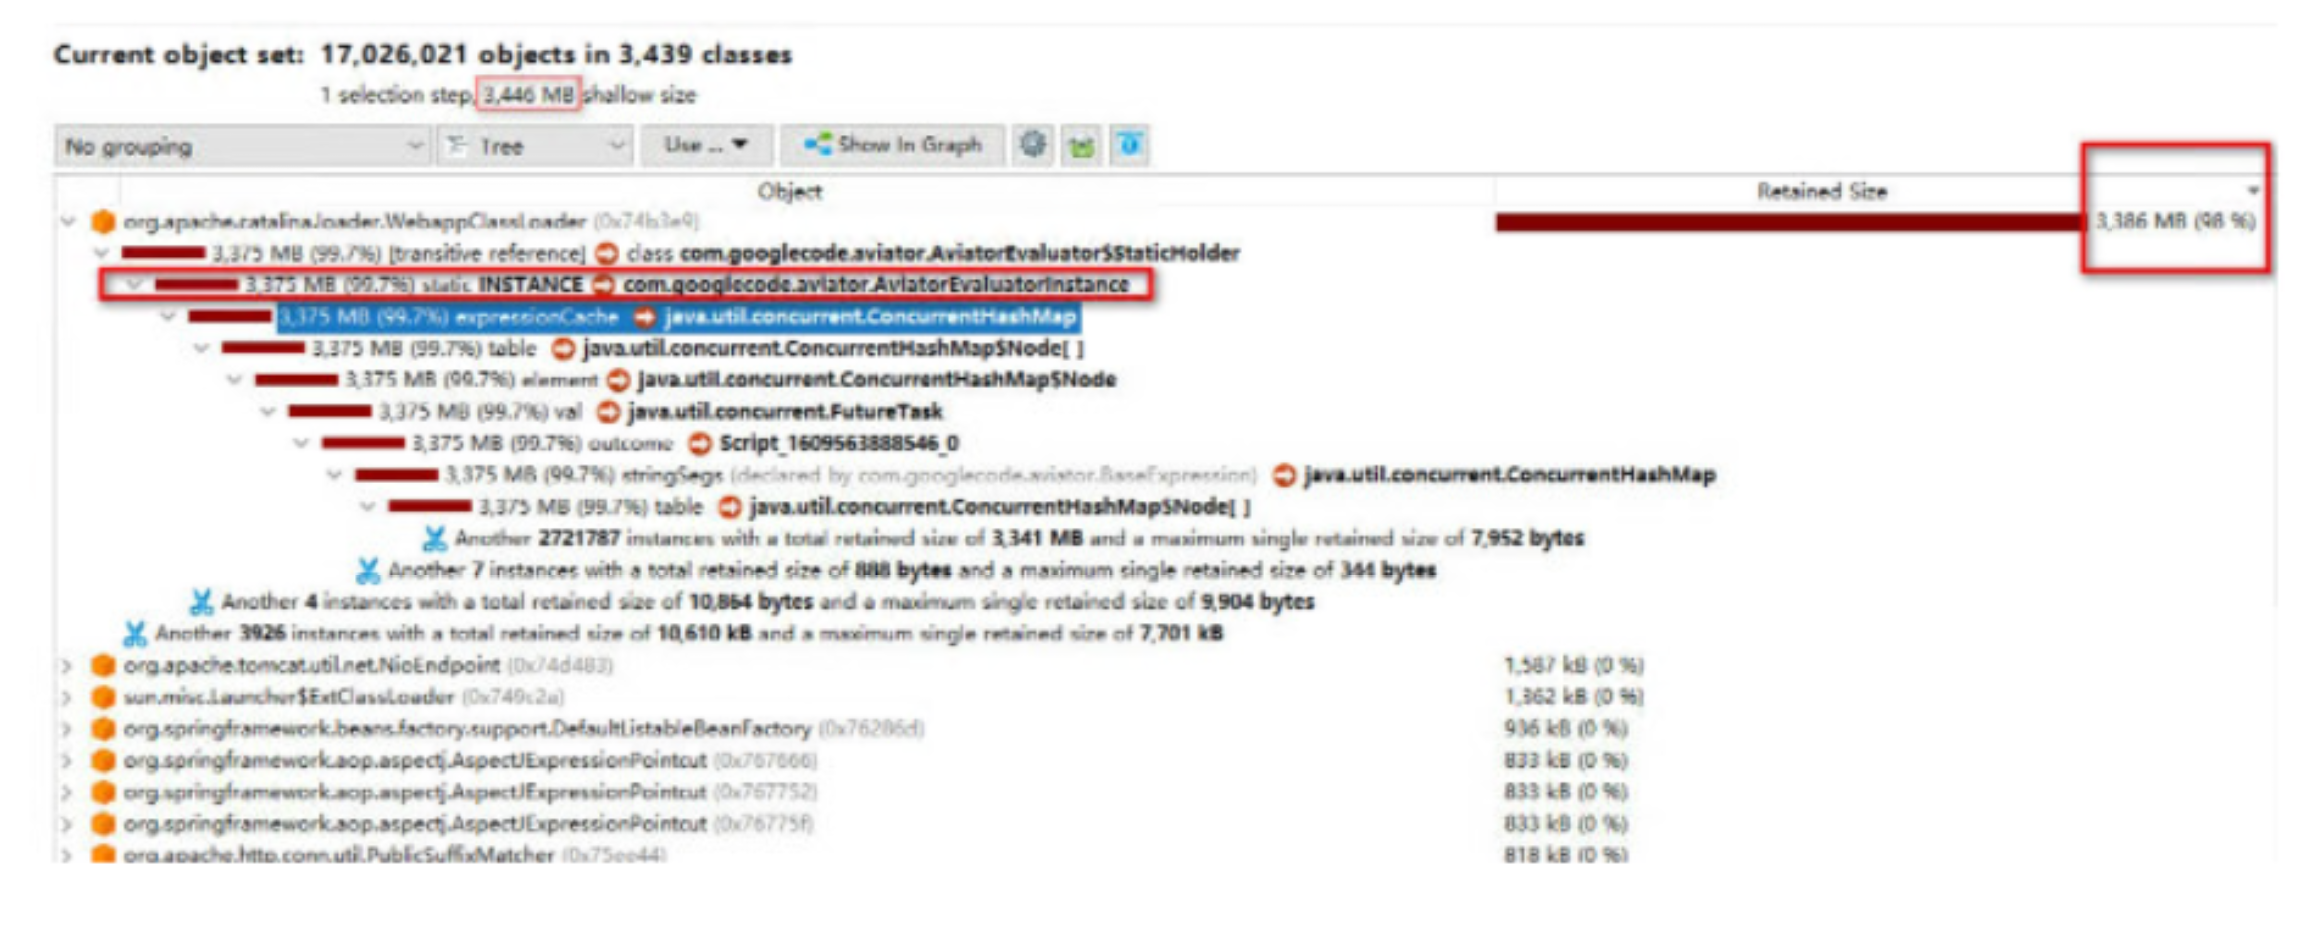 Current object set: 17,026,021 objects in 3,439 classes
1 selection step, 3,446 MB shallow size
No grouping Tree Use ... Show In Graph
Object Retained Size
org.apache.catalina.loader.WebappClassLoader (0x74b3e9) 3,386 MB (98 %)
3,375 MB (99.7%) [transitive reference] class com.googlecode.aviator.AviatorEvaluator$StaticHolder
3,375 MB (99.7%) static INSTANCE com.googlecode.aviator.AviatorEvaluatorInstance
3,375 MB (99.7%) expressionCache java.util.concurrent.ConcurrentHashMap
3,375 MB (99.7%) table java.util.concurrent.ConcurrentHashMap$Node[ ]
3,375 MB (99.7%) element java.util.concurrent.ConcurrentHashMap$Node
3,375 MB (99.7%) val java.util.concurrent.FutureTask
3,375 MB (99.7%) outcome Script_1609563888546_0
3,375 MB (99.7%) stringSegs (declared by com.googlecode.aviator.BaseExpression) java.util.concurrent.ConcurrentHashMap
3,375 MB (99.7%) table java.util.concurrent.ConcurrentHashMap$Node[ ]
Another 2721787 instances with a total retained size of 3,341 MB and a maximum single retained size of 7,952 bytes
Another 7 instances with a total retained size of 888 bytes and a maximum single retained size of 344 bytes
Another 4 instances with a total retained size of 10,864 bytes and a maximum single retained size of 9,904 bytes
Another 3926 instances with a total retained size of 10,610 kB and a maximum single retained size of 7,701 kB
org.apache.tomcat.util.net.NioEndpoint (0x74d483) 1,587 kB (0 %)
sun.misc.Launcher$ExtClassLoader (0x749c2a) 1,362 kB (0 %)
org.springframework.beans.factory.support.DefaultListableBeanFactory (0x76286d) 936 kB (0 %)
org.springframework.aop.aspectj.AspectJExpressionPointcut (0x767666) 833 kB (0 %)
org.springframework.aop.aspectj.AspectJExpressionPointcut (0x767752) 833 kB (0 %)
org.springframework.aop.aspectj.AspectJExpressionPointcut (0x76775f) 833 kB (0 %)
org.apache.http.conn.util.PublicSuffixMatcher (0x75ee44) 818 kB (0 %)